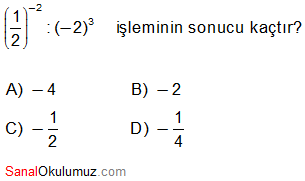 (1/2)⁻² : (−2)³ işleminin sonucu kaçtır?
A) − 4 B) − 2
C) − 1/2 D) − 1/4
SanalOkulumuz.com